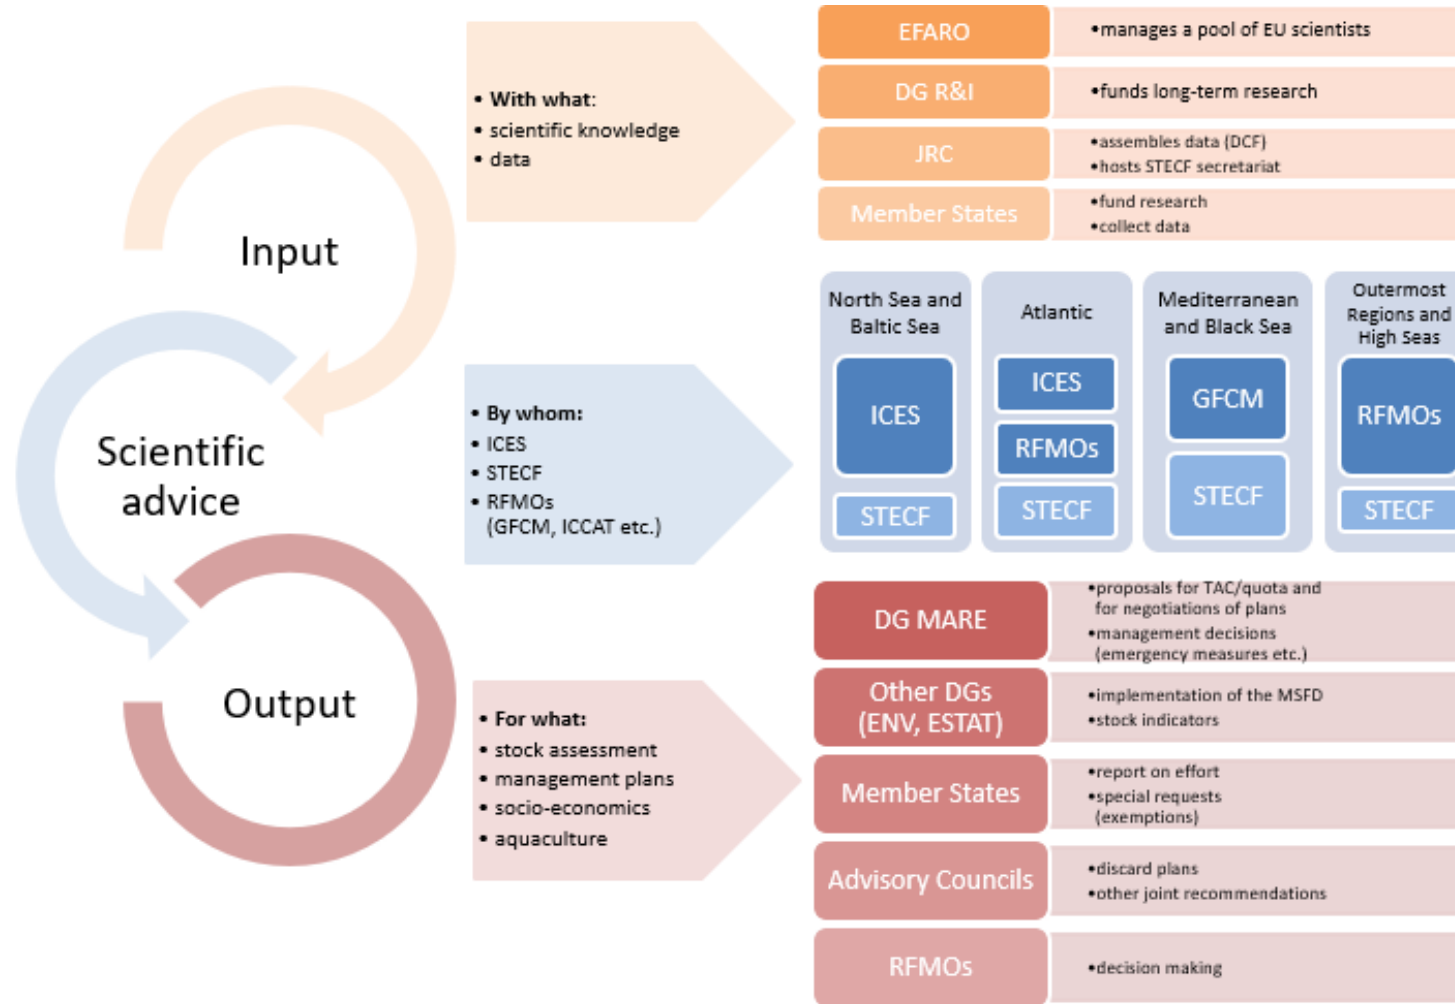 Input
• With what:
• scientific knowledge
• data
EFARO
•manages a pool of EU scientists
DG R&I
•funds long-term research
JRC
•assembles data (DCF)
•hosts STECF secretariat
Member States
•fund research
•collect data
Scientific
advice
• By whom:
• ICES
• STECF
• RFMOs
(GFCM, ICCAT etc.)
North Sea and
Baltic Sea
ICES
STECF
Atlantic
ICES
RFMOs
STECF
Mediterranean
and Black Sea
GFCM
STECF
Outermost
Regions and
High Seas
RFMOs
STECF
Output
• For what:
• stock assessment
• management plans
• socio-economics
• aquaculture
DG MARE
•proposals for TAC/quota and
for negotiations of plans
•management decisions
(emergency measures etc.)
Other DGs
(ENV, ESTAT)
•implementation of the MSFD
•stock indicators
Member States
•report on effort
•special requests
(exemptions)
Advisory Councils
•discard plans
•other joint recommendations
RFMOs
•decision making